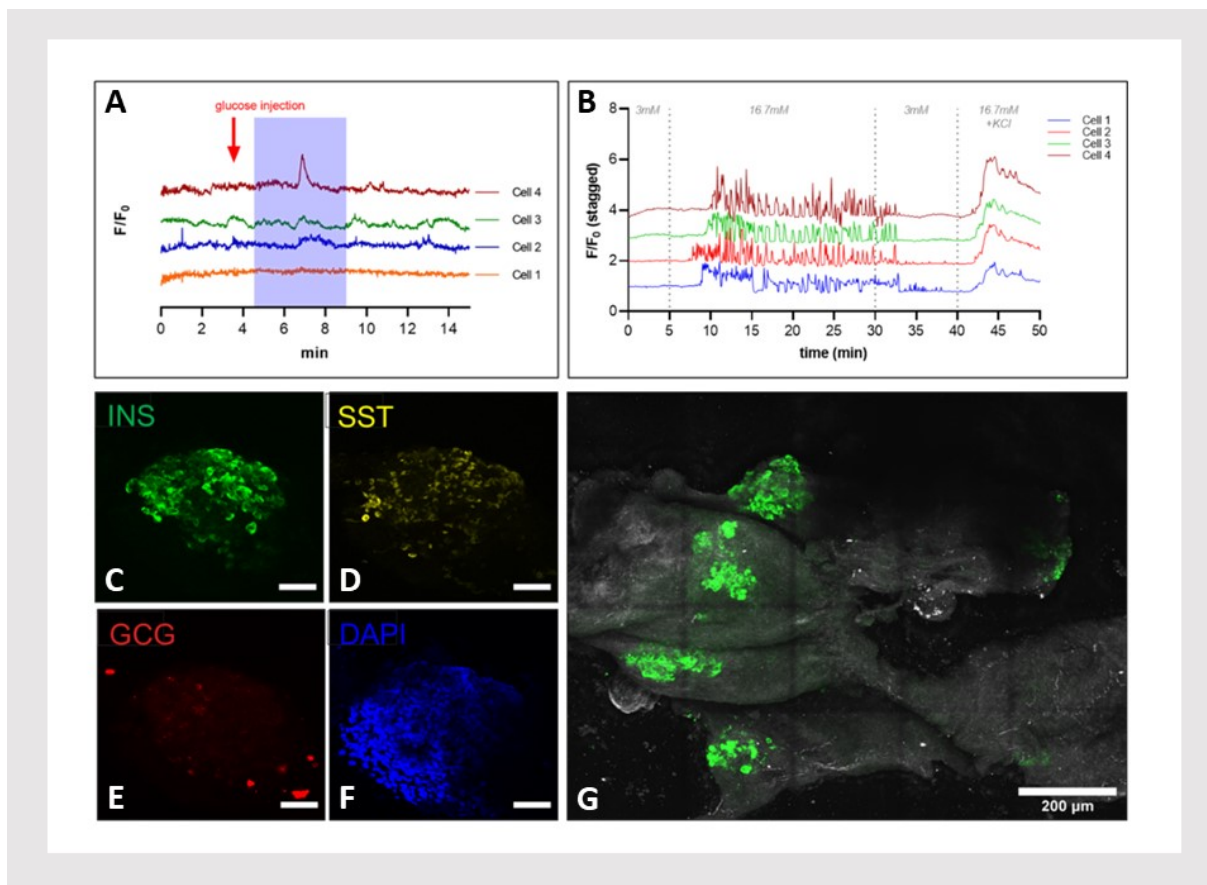 A
glucose injection
F/F0
Cell 4
Cell 3
Cell 2
Cell 1
0 2 4 6 8 10 12 14
min
B
3mM 16.7mM 3mM 16.7mM
+KCl
8
6
4
2
0
F/F0 (stagged)
Cell 1
Cell 2
Cell 3
Cell 4
0 5 10 15 20 25 30 35 40 45 50
time (min)
INS
C
SST
D
GCG
E
DAPI
F
G
200 µm